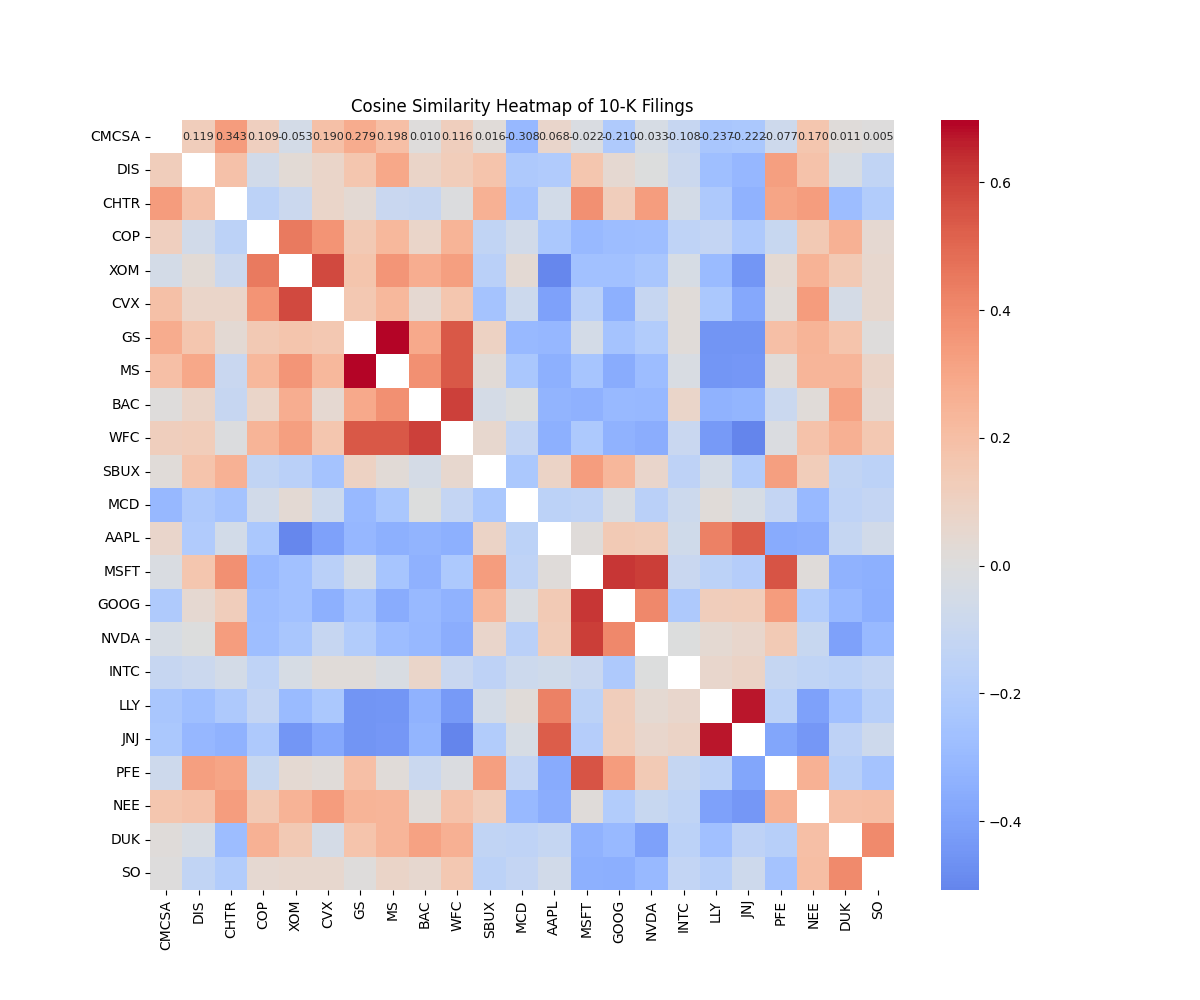 Cosine Similarity Heatmap of 10-K Filings
CMCSA 0.119 0.343 0.109 -0.053 0.190 0.279 0.198 0.010 0.116 0.016 -0.308 0.068 -0.022 -0.210 -0.033 -0.108 -0.237 -0.222 -0.077 0.170 0.011 0.005
DIS
CHTR
COP
XOM
CVX
GS
MS
BAC
WFC
SBUX
MCD
AAPL
MSFT
GOOG
NVDA
INTC
LLY
JNJ
PFE
NEE
DUK
SO
CMCSA DIS CHTR COP XOM CVX GS MS BAC WFC SBUX MCD AAPL MSFT GOOG NVDA INTC LLY JNJ PFE NEE DUK SO
0.6
0.4
0.2
0.0
−0.2
−0.4